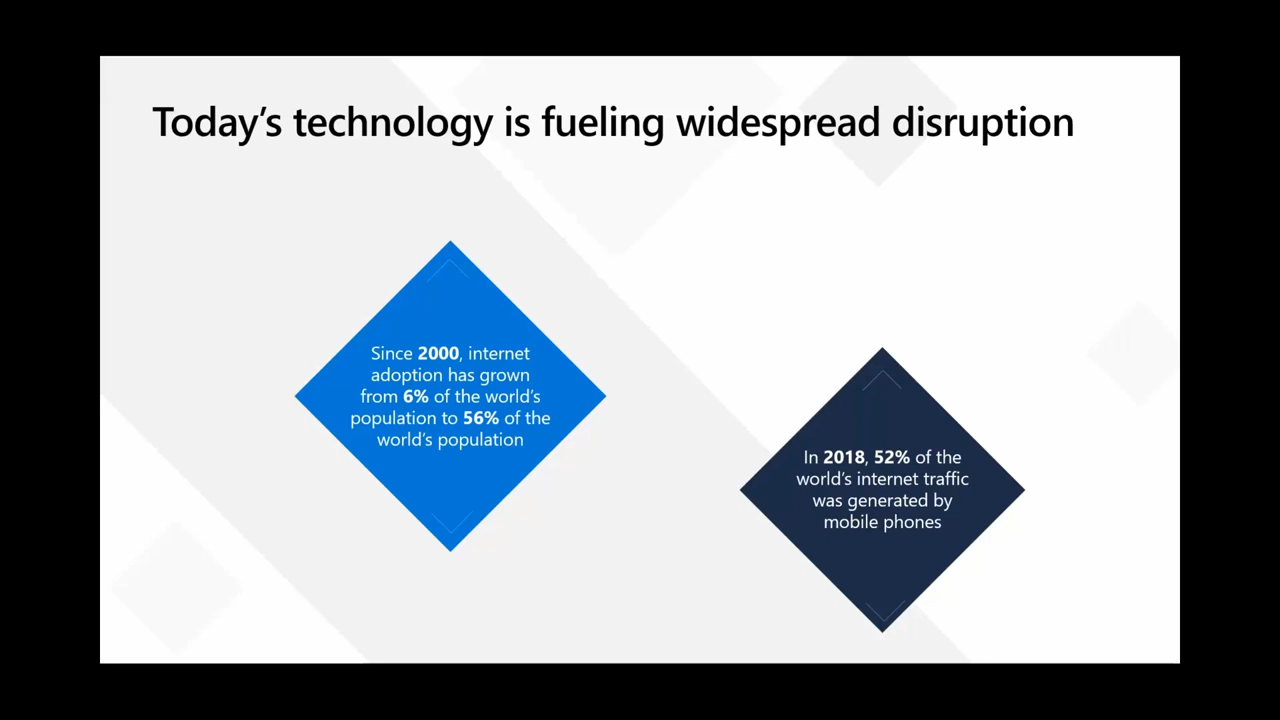 Today’s technology is fueling widespread disruption
Since 2000, internet
adoption has grown
from 6% of the world’s
population to 56% of the
world’s population
In 2018, 52% of the
world’s internet traffic
was generated by
mobile phones